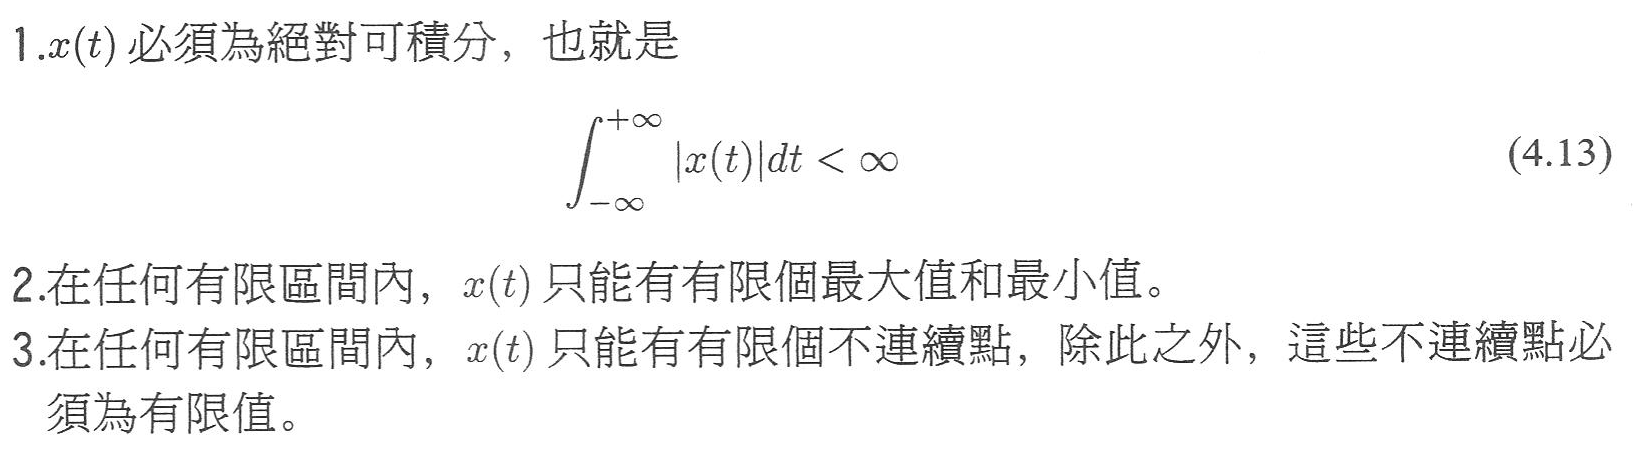 1.x(t) 必須為絕對可積分，也就是
∫_{-∞}^{+∞} |x(t)|dt < ∞ (4.13)
2.在任何有限區間內，x(t) 只能有有限個最大值和最小值。
3.在任何有限區間內，x(t) 只能有有限個不連續點，除此之外，這些不連續點必
須為有限值。